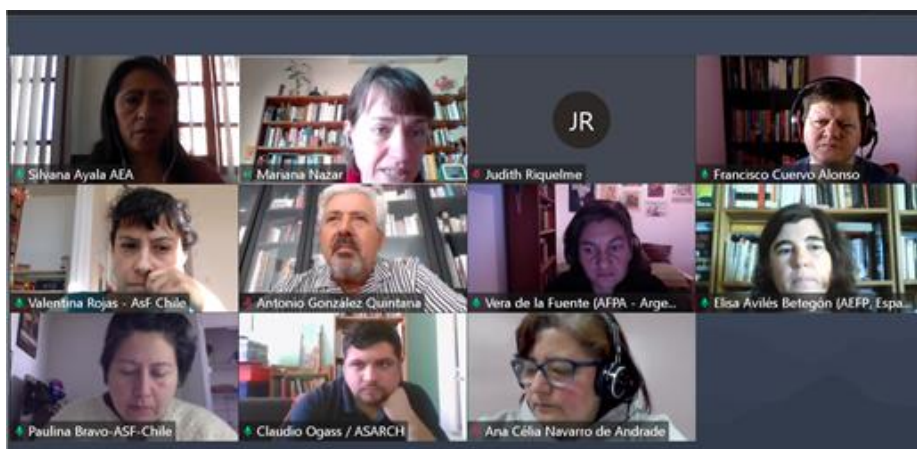 Silvana Ayala AEA
Mariana Nazar
JR
Judith Riquelme
Francisco Cuervo Alonso
Valentina Rojas - AsF Chile
Antonio González Quintana
Vera de la Fuente (AFPA - Arge...
Elisa Avilés Betegón (AEFP, Espa...
Paulina Bravo-ASF-Chile
Claudio Ogass / ASARCH
Ana Célia Navarro de Andrade